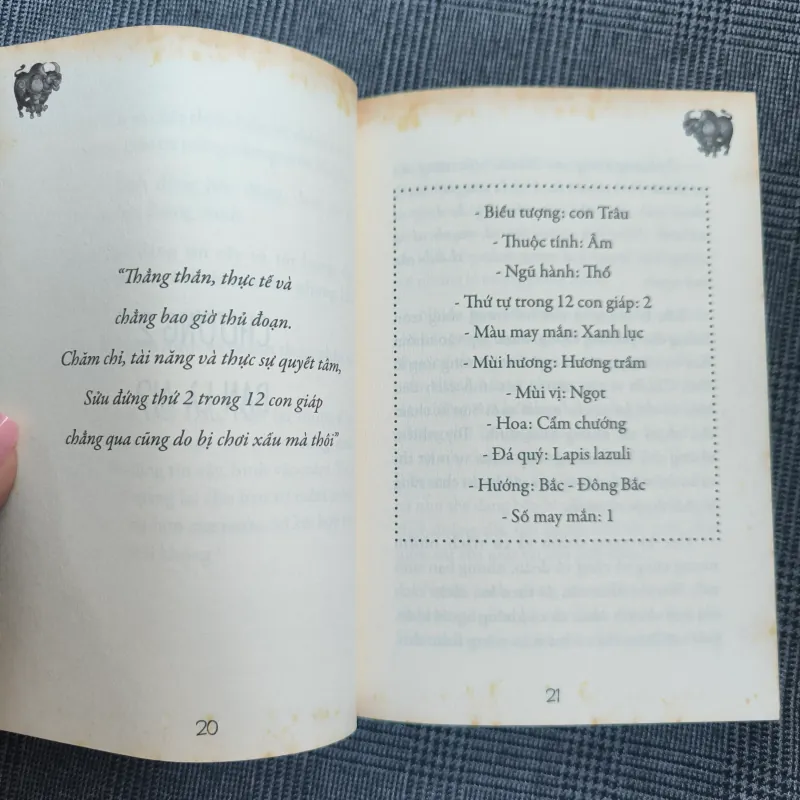 “Thẳng thắn, thực tế và
chẳng bao giờ thủ đoạn.
Chăm chỉ, tài năng và thực sự quyết tâm,
Sửu đứng thứ 2 trong 12 con giáp
chẳng qua cũng do bị chơi xấu mà thôi”
20
- Biểu tượng: con Trâu
- Thuộc tính: Âm
- Ngũ hành: Thổ
- Thứ tự trong 12 con giáp: 2
- Màu may mắn: Xanh lục
- Mùi hương: Hương trầm
- Mùi vị: Ngọt
- Hoa: Cẩm chướng
- Đá quý: Lapis lazuli
- Hướng: Bắc - Đông Bắc
- Số may mắn: 1
21